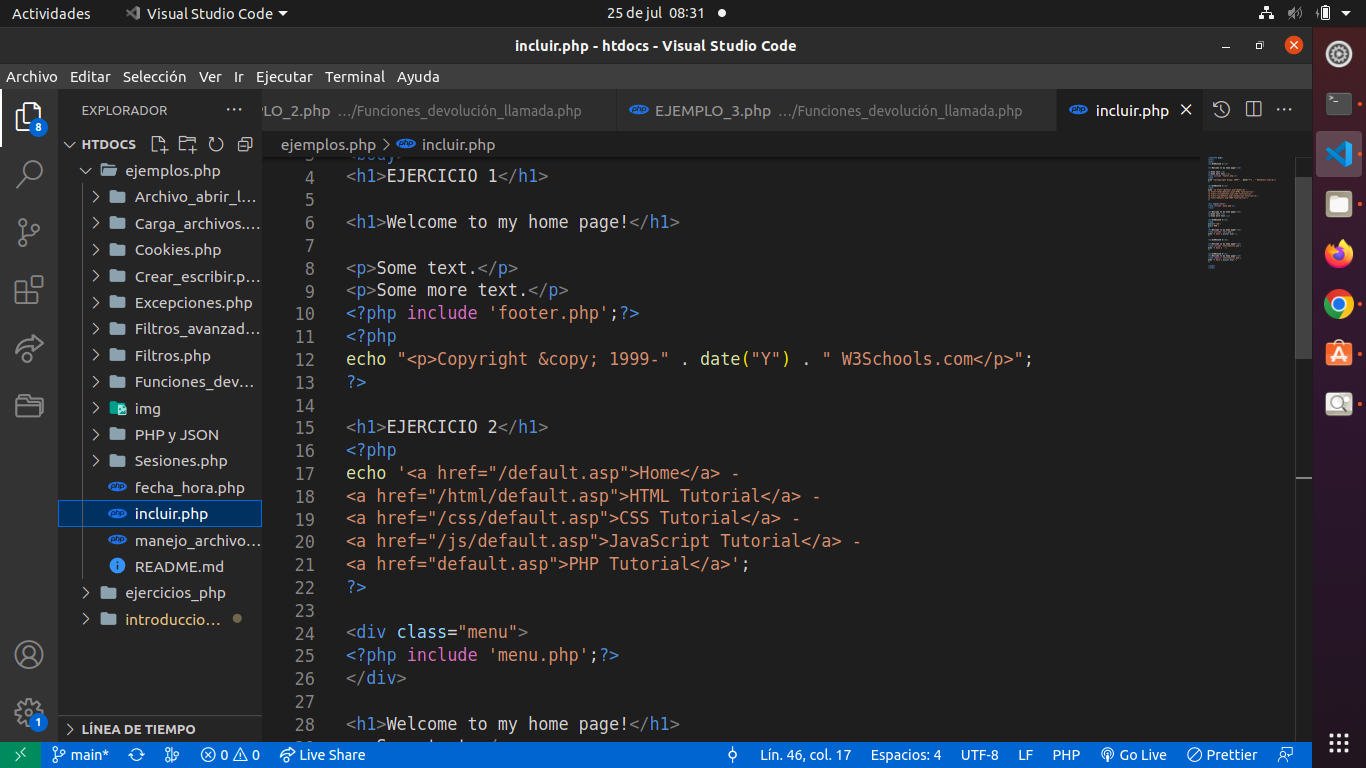 Actividades
Visual Studio Code
25 de jul 08:31
incluir.php - htdocs - Visual Studio Code
Archivo Editar Selección Ver Ir Ejecutar Terminal Ayuda
EXPLORADOR
PLO_2.php .../Funciones_devolución_llamada.php
php EJEMPLO_3.php .../Funciones_devolución_llamada.php
php incluir.php
HTDOCS
ejemplos.php > php incluir.php
ejemplos.php
Archivo_abrir_l...
Carga_archivos....
Cookies.php
Crear_escribir.p...
Excepciones.php
Filtros_avanzad...
Filtros.php
Funciones_dev...
img
PHP y JSON
Sesiones.php
php fecha_hora.php
php incluir.php
php manejo_archivo...
README.md
ejercicios_php
introduccio...
LÍNEA DE TIEMPO
8
1
3 <body>
4 <h1>EJERCICIO 1</h1>
5
6 <h1>Welcome to my home page!</h1>
7
8 <p>Some text.</p>
9 <p>Some more text.</p>
10 <?php include 'footer.php';?>
11 <?php
12 echo "<p>Copyright &copy; 1999-" . date("Y") . " W3Schools.com</p>";
13 ?>
14
15 <h1>EJERCICIO 2</h1>
16 <?php
17 echo '<a href="/default.asp">Home</a> -
18 <a href="/html/default.asp">HTML Tutorial</a> -
19 <a href="/css/default.asp">CSS Tutorial</a> -
20 <a href="/js/default.asp">JavaScript Tutorial</a> -
21 <a href="default.asp">PHP Tutorial</a>';
22 ?>
23
24 <div class="menu">
25 <?php include 'menu.php';?>
26 </div>
27
28 <h1>Welcome to my home page!</h1>
main* 0 0 Live Share Lín. 46, col. 17 Espacios: 4 UTF-8 LF PHP Go Live Prettier